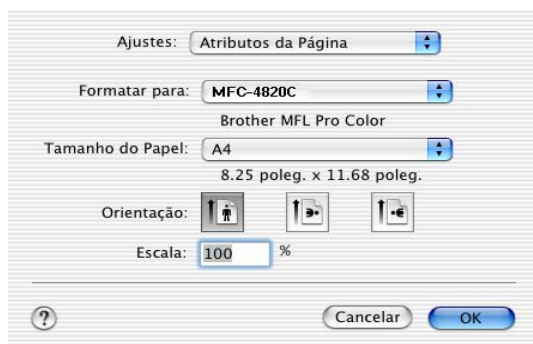 Ajustes: Atributos da Página
Formatar para: MFC-4820C
Brother MFL Pro Color
Tamanho do Papel: A4
8.25 poleg. x 11.68 poleg.
Orientação:
Escala: 100 %
? Cancelar OK